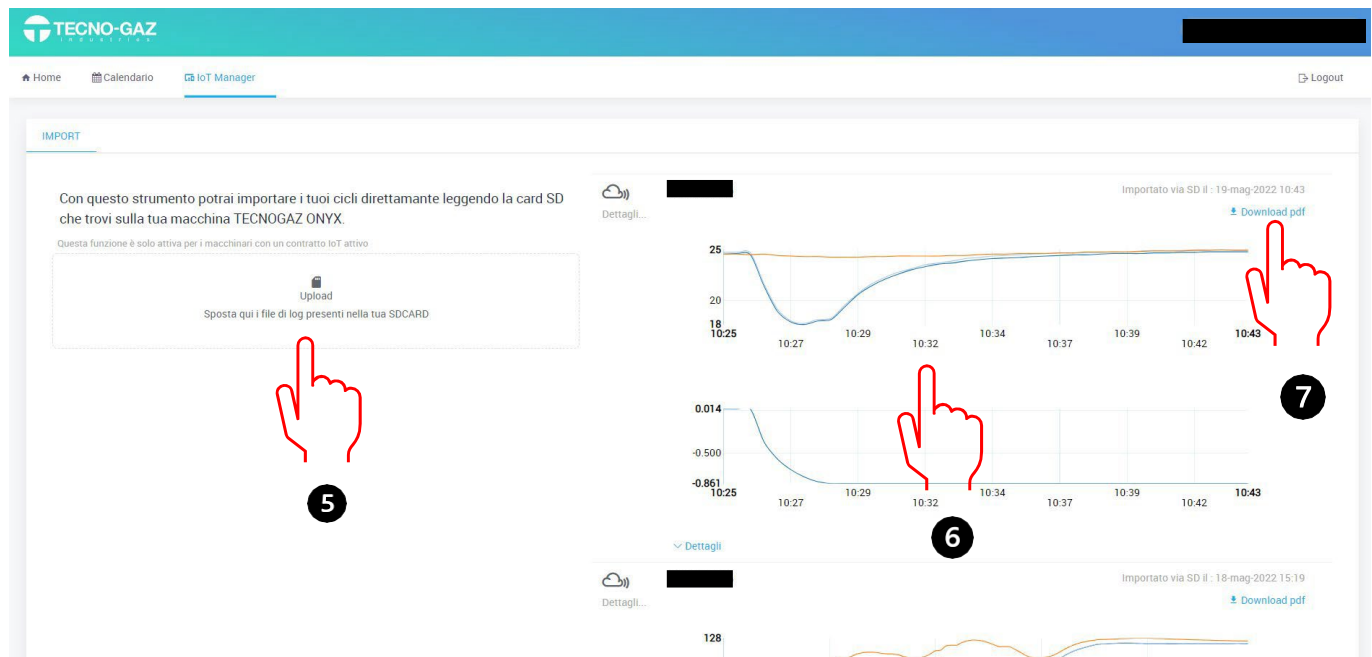 TECNO-GAZ
industries
Home
Calendario
IoT Manager
Logout
IMPORT
Con questo strumento potrai importare i tuoi cicli direttamante leggendo la card SD
che trovi sulla tua macchina TECNOGAZ ONYX.
Questa funzione è solo attiva per i macchinari con un contratto IoT attivo
Upload
Sposta qui i file di log presenti nella tua SDCARD
5
Dettagli...
Importato via SD il : 19-mag-2022 10:43
Download pdf
25
20
18
10:25
10:27
10:29
10:32
10:34
10:37
10:39
10:42
10:43
7
0.014
-0.500
-0.861
10:25
10:27
10:29
10:32
10:34
10:37
10:39
10:42
10:43
6
Dettagli
Dettagli...
Importato via SD il : 18-mag-2022 15:19
Download pdf
128